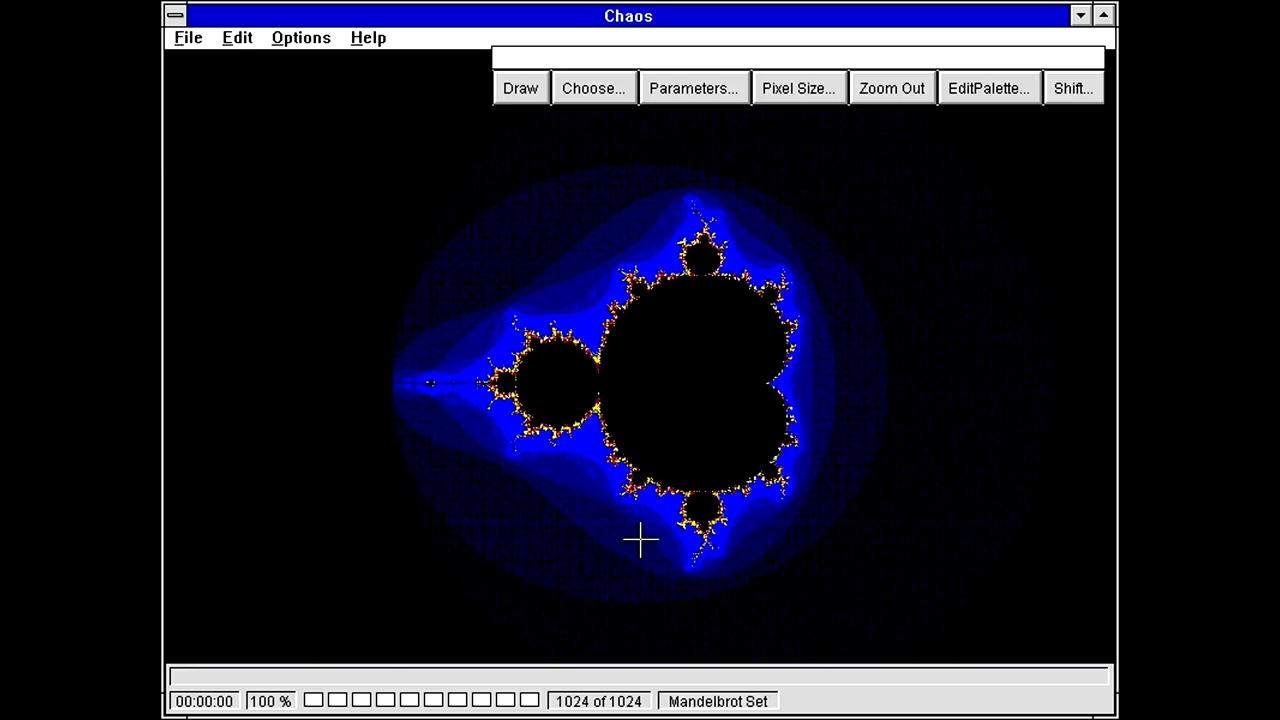 Chaos
File Edit Options Help
Draw Choose... Parameters... Pixel Size... Zoom Out EditPalette... Shift...
00:00:00 100 % 1024 of 1024 Mandelbrot Set